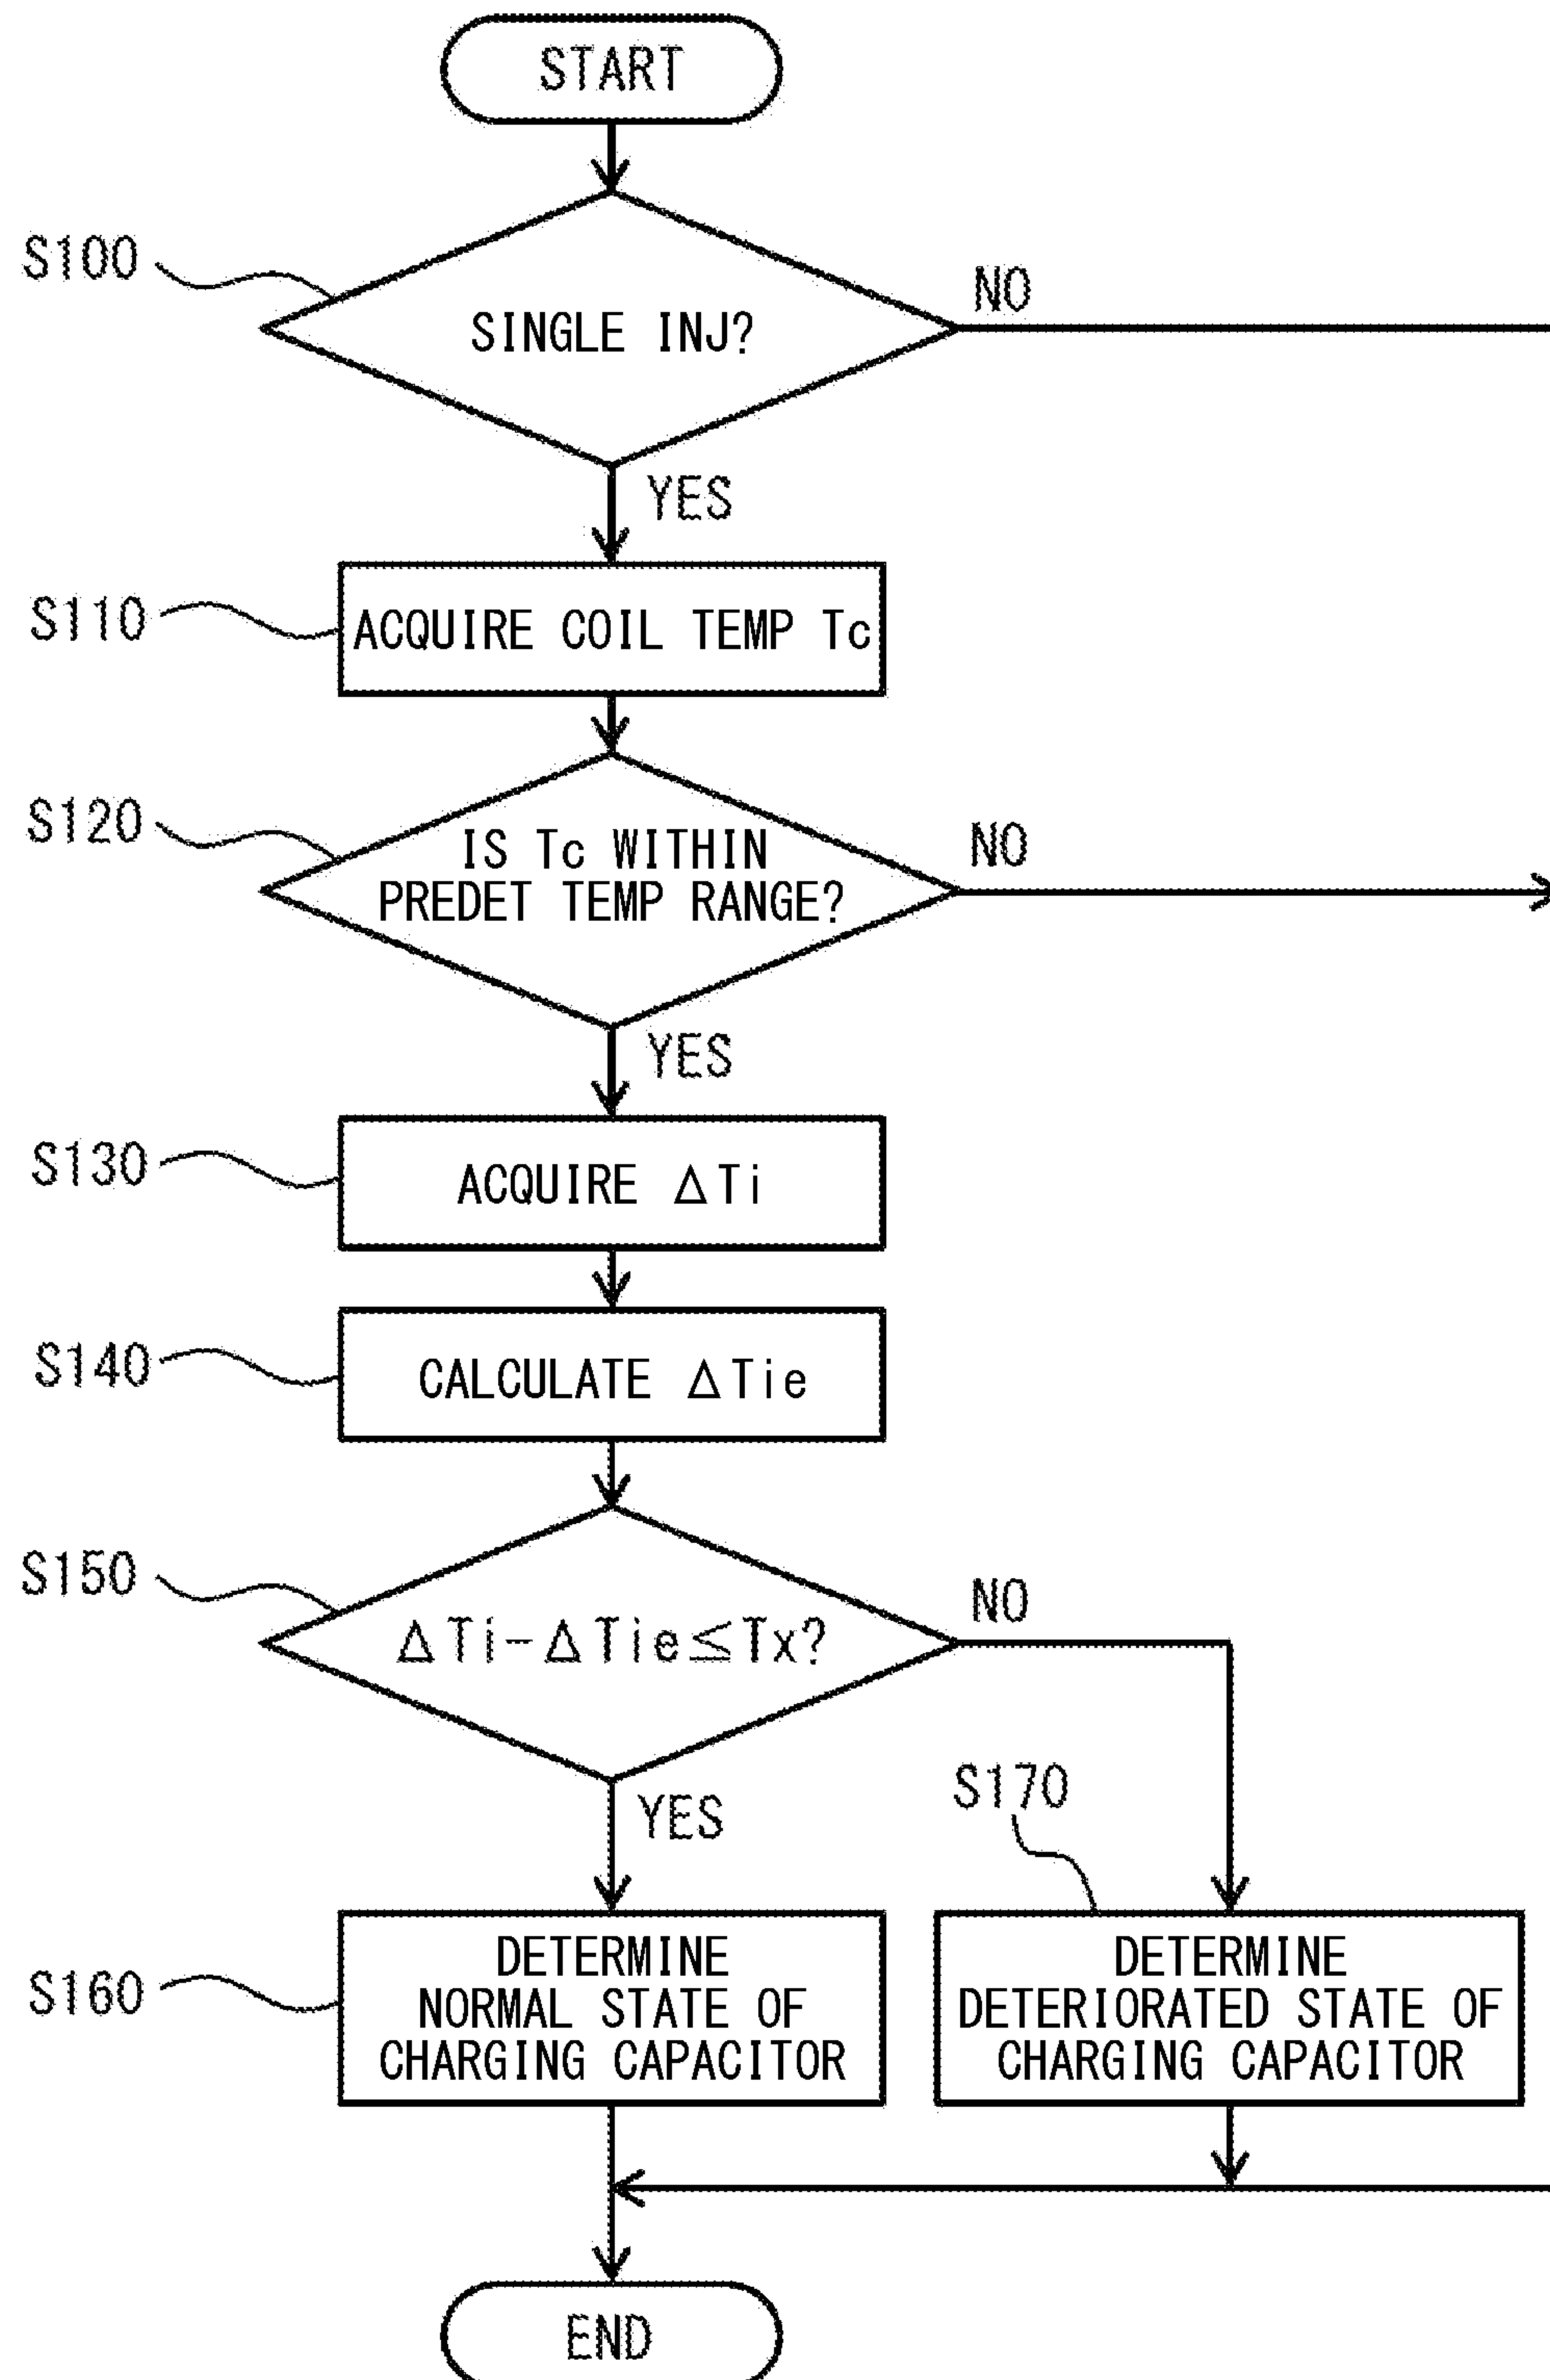 START
S100
SINGLE INJ?
NO
YES
S110
ACQUIRE COIL TEMP Tc
S120
IS Tc WITHIN
PREDET TEMP RANGE?
NO
YES
S130
ACQUIRE ΔTi
S140
CALCULATE ΔTie
S150
ΔTi-ΔTie≦Tx?
NO
YES
S170
S160
DETERMINE
NORMAL STATE OF
CHARGING CAPACITOR
DETERMINE
DETERIORATED STATE OF
CHARGING CAPACITOR
END